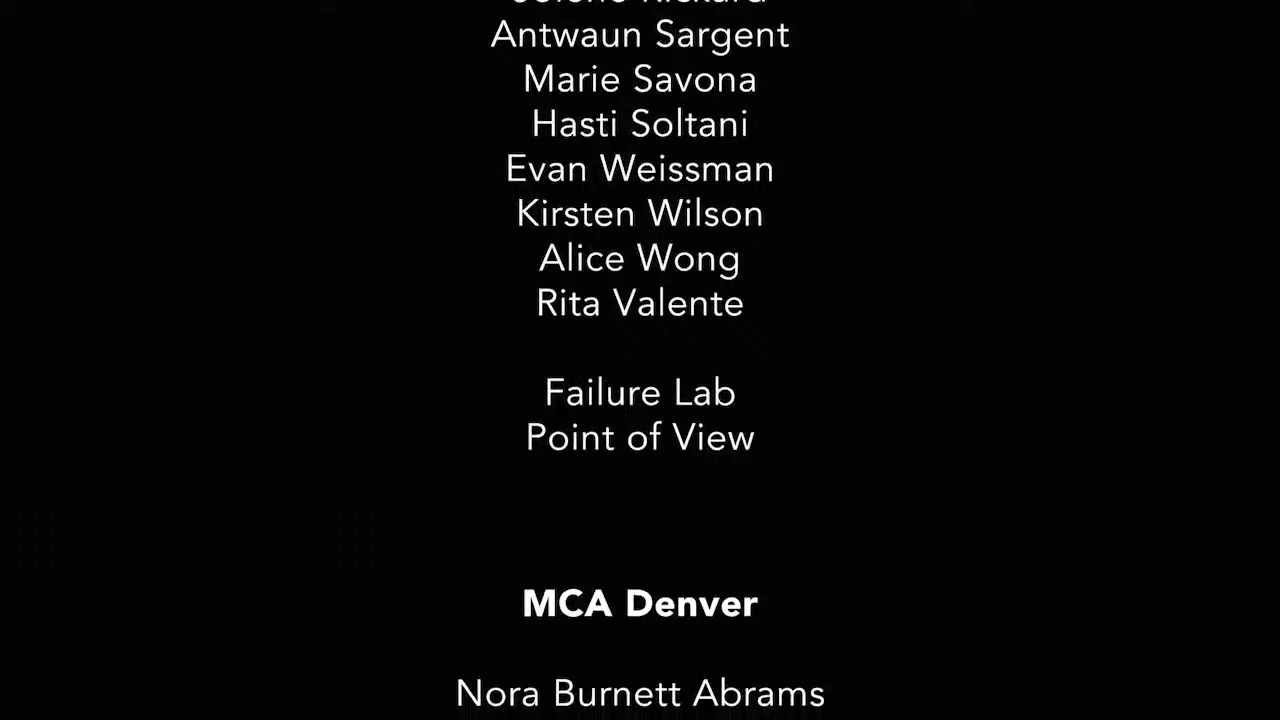 Antwaun Sargent
Marie Savona
Hasti Soltani
Evan Weissman
Kirsten Wilson
Alice Wong
Rita Valente
Failure Lab
Point of View
MCA Denver
Nora Burnett Abrams